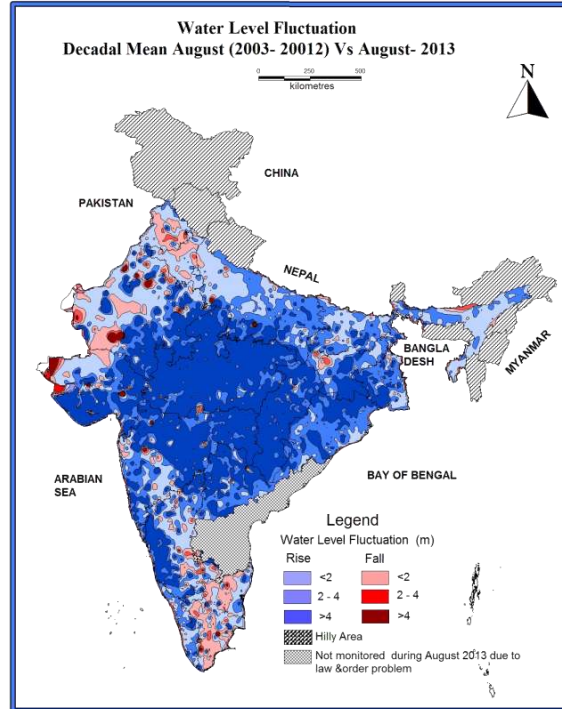 Water Level Fluctuation
Decadal Mean August (2003- 20012) Vs August- 2013
0 250 500
kilometres
N
CHINA
PAKISTAN
NEPAL
BANGLA
DESH
MYANMAR
ARABIAN
SEA
BAY OF BENGAL
Legend
Water Level Fluctuation (m)
Rise Fall
<2 <2
2 - 4 2 - 4
>4 >4
Hilly Area
Not monitored during August 2013 due to
law &order problem